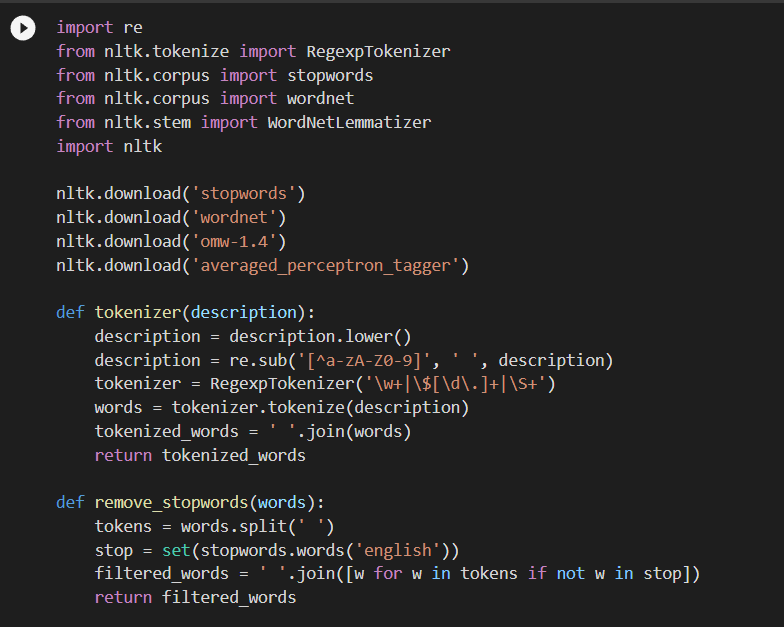 import re
from nltk.tokenize import RegexpTokenizer
from nltk.corpus import stopwords
from nltk.corpus import wordnet
from nltk.stem import WordNetLemmatizer
import nltk

nltk.download('stopwords')
nltk.download('wordnet')
nltk.download('omw-1.4')
nltk.download('averaged_perceptron_tagger')

def tokenizer(description):
    description = description.lower()
    description = re.sub('[^a-zA-Z0-9]', ' ', description)
    tokenizer = RegexpTokenizer('\w+|\$[\d\.]+|\S+')
    words = tokenizer.tokenize(description)
    tokenized_words = ' '.join(words)
    return tokenized_words

def remove_stopwords(words):
    tokens = words.split(' ')
    stop = set(stopwords.words('english'))
    filtered_words = ' '.join([w for w in tokens if not w in stop])
    return filtered_words